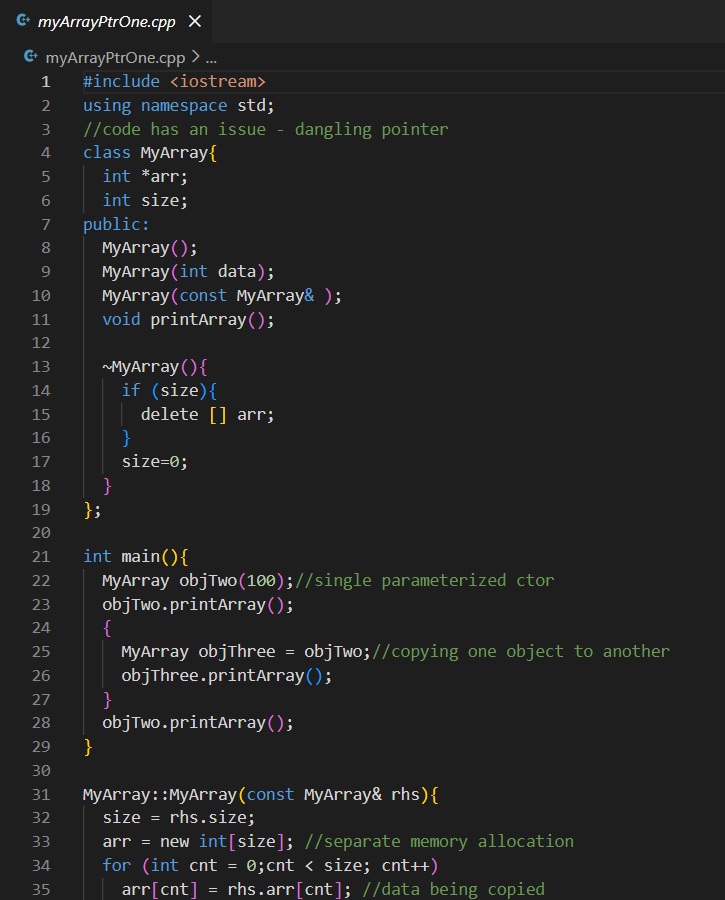 myArrayPtrOne.cpp ×
myArrayPtrOne.cpp > ...
1 #include <iostream>
2 using namespace std;
3 //code has an issue - dangling pointer
4 class MyArray{
5   int *arr;
6   int size;
7 public:
8   MyArray();
9   MyArray(int data);
10   MyArray(const MyArray& );
11   void printArray();
12
13   ~MyArray(){
14     if (size){
15       delete [] arr;
16     }
17     size=0;
18   }
19 };
20
21 int main(){
22   MyArray objTwo(100);//single parameterized ctor
23   objTwo.printArray();
24   {
25     MyArray objThree = objTwo;//copying one object to another
26     objThree.printArray();
27   }
28   objTwo.printArray();
29 }
30
31 MyArray::MyArray(const MyArray& rhs){
32   size = rhs.size;
33   arr = new int[size]; //separate memory allocation
34   for (int cnt = 0;cnt < size; cnt++)
35     arr[cnt] = rhs.arr[cnt]; //data being copied